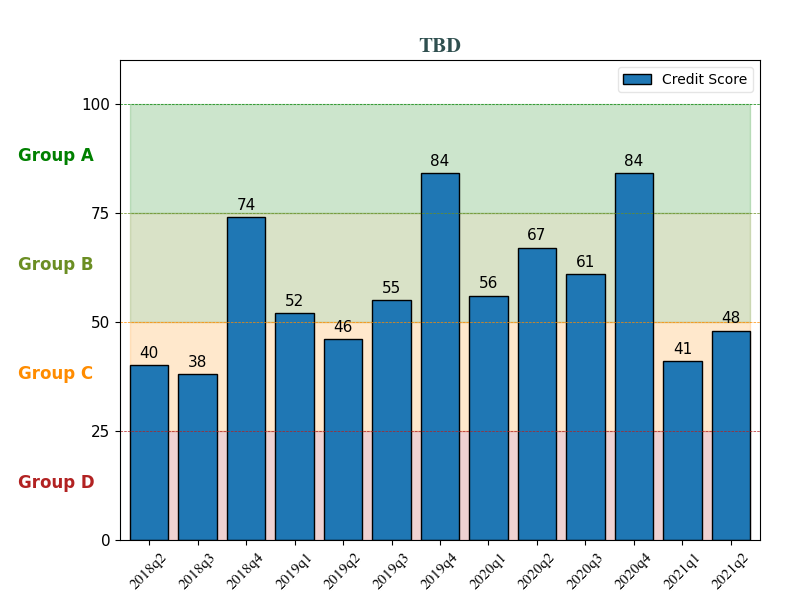 TBD
Credit Score
100
75
50
25
0
Group A
Group B
Group C
Group D
40
38
74
52
46
55
84
56
67
61
84
41
48
2018q2
2018q3
2018q4
2019q1
2019q2
2019q3
2019q4
2020q1
2020q2
2020q3
2020q4
2021q1
2021q2